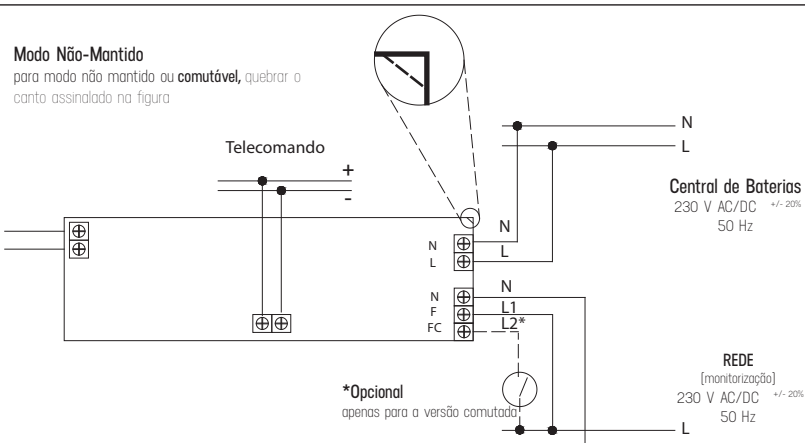 Modo Não-Mantido
para modo não mantido ou comutável, quebrar o
canto assinalado na figura
Telecomando
+
-
N
L
Central de Baterias
230 V AC/DC +/- 20%
50 Hz
N
L
N
L
N
F
FC
N
L1
L2*
*Opcional
apenas para a versão comutada
REDE
[monitorização]
230 V AC/DC +/- 20%
50 Hz
L